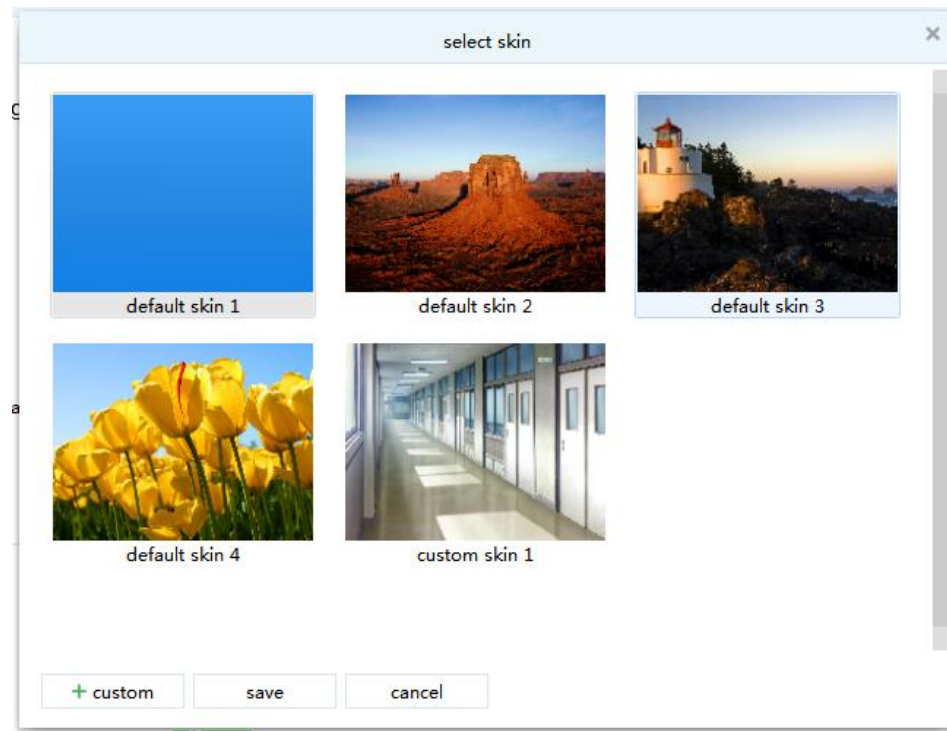 select skin
default skin 1
default skin 2
default skin 3
default skin 4
custom skin 1
+ custom
save
cancel